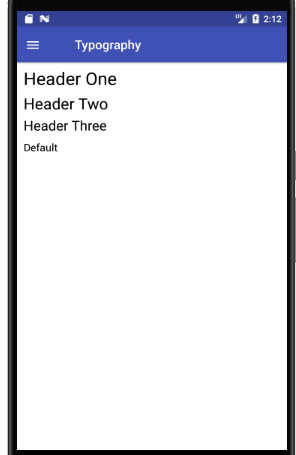 2:12
Typography
Header One
Header Two
Header Three
Default